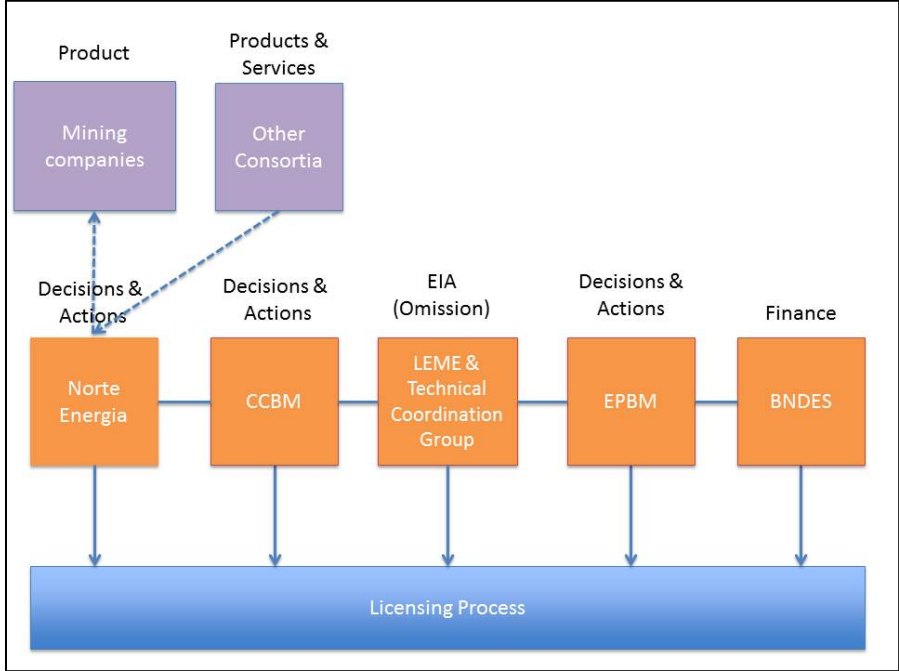 Product
Products &
Services
Mining
companies
Other
Consortia
Decisions &
Actions
Decisions &
Actions
EIA
(Omission)
Decisions &
Actions
Finance
Norte
Energia
CCBM
LEME &
Technical
Coordination
Group
EPBM
BNDES
Licensing Process